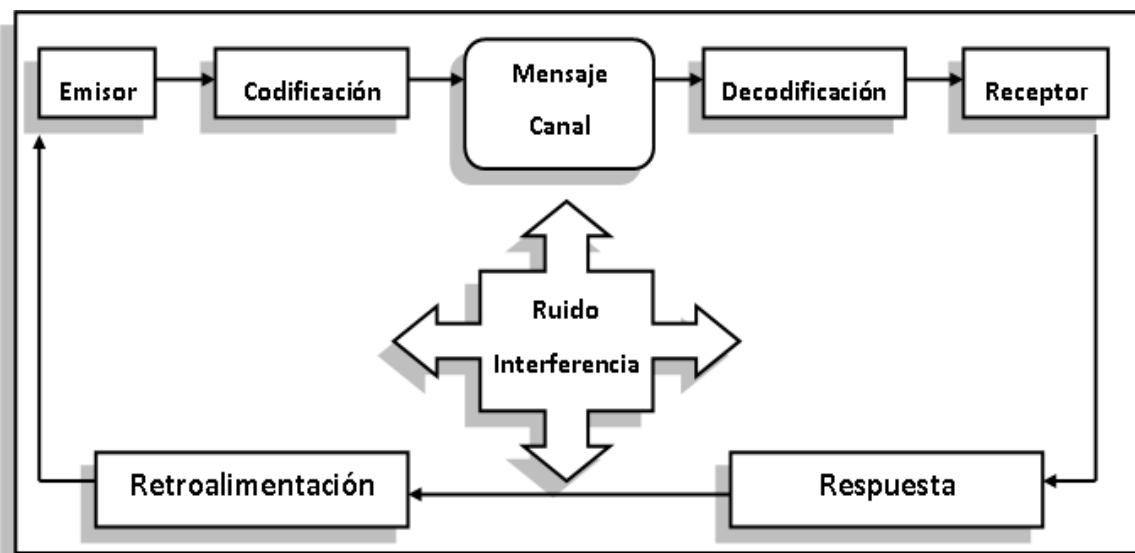 Emisor
Codificación
Mensaje
Canal
Decodificación
Receptor
Ruido
Interferencia
Retroalimentación
Respuesta